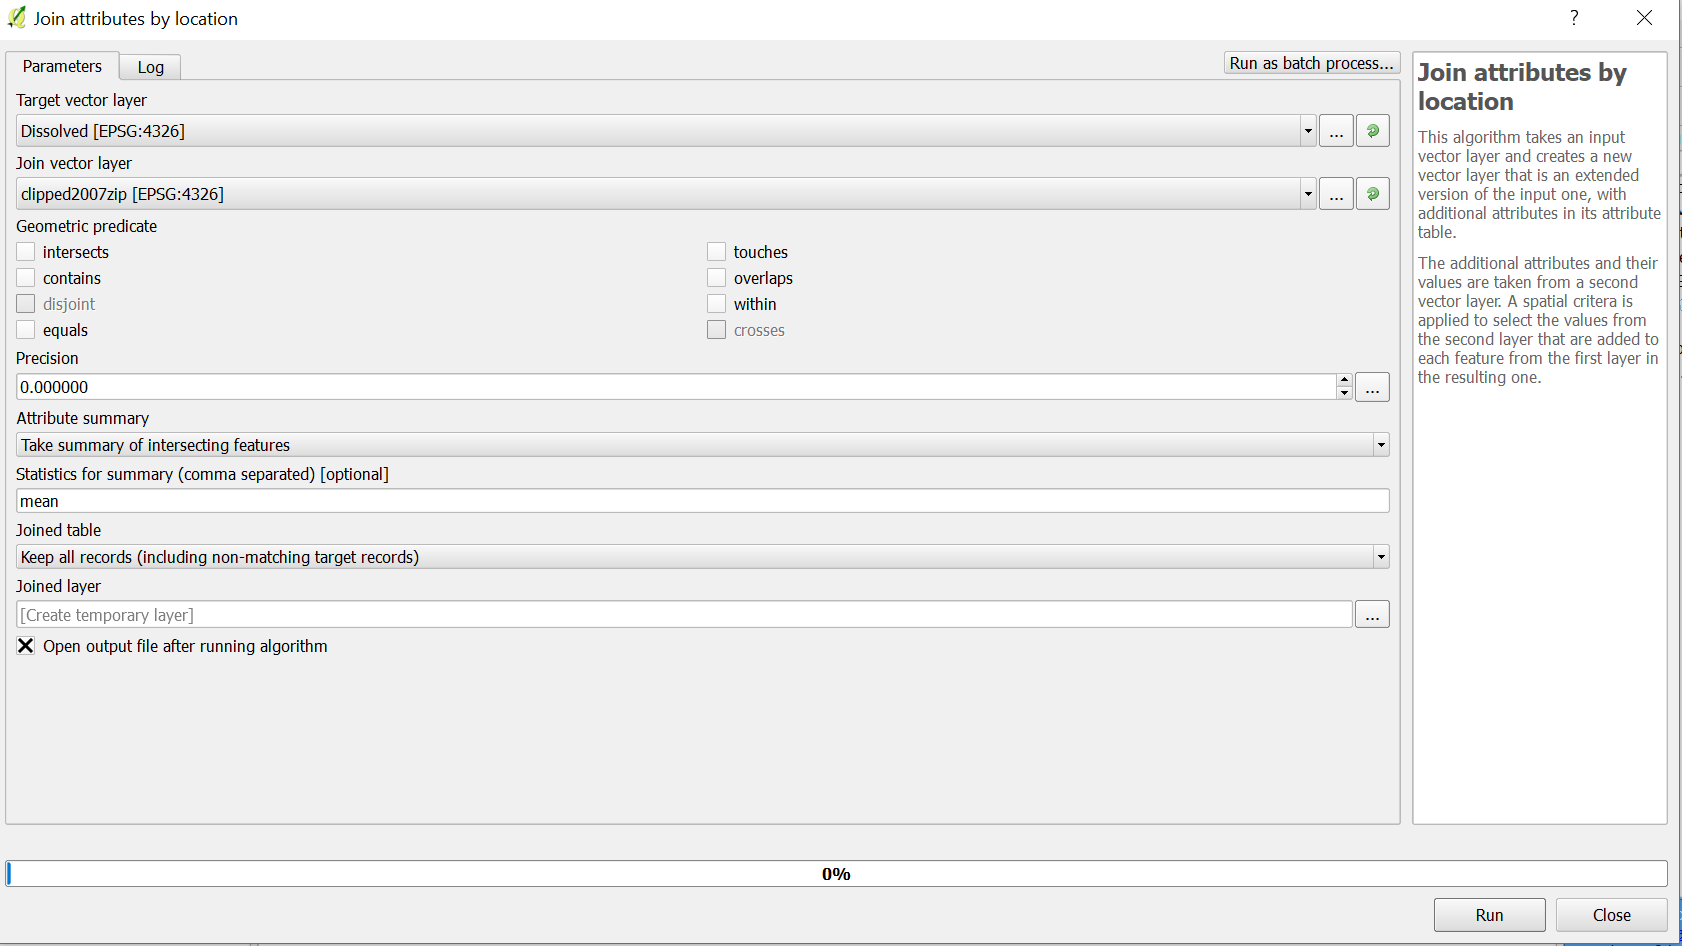 Join attributes by location
?
Parameters
Log
Run as batch process...
Target vector layer
Dissolved [EPSG:4326]
...
Join vector layer
clipped2007zip [EPSG:4326]
...
Geometric predicate
intersects
touches
contains
overlaps
disjoint
within
equals
crosses
Precision
0.000000
...
Attribute summary
Take summary of intersecting features
Statistics for summary (comma separated) [optional]
mean
Joined table
Keep all records (including non-matching target records)
Joined layer
[Create temporary layer]
...
Open output file after running algorithm
Join attributes by
location
This algorithm takes an input
vector layer and creates a new
vector layer that is an extended
version of the input one, with
additional attributes in its attribute
table.
The additional attributes and their
values are taken from a second
vector layer. A spatial critera is
applied to select the values from
the second layer that are added to
each feature from the first layer in
the resulting one.
0%
Run
Close